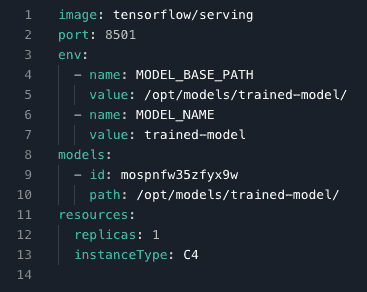 1 image: tensorflow/serving
2 port: 8501
3 env:
4 - name: MODEL_BASE_PATH
5 value: /opt/models/trained-model/
6 - name: MODEL_NAME
7 value: trained-model
8 models:
9 - id: mospnfw35zfyx9w
10 path: /opt/models/trained-model/
11 resources:
12 replicas: 1
13 instanceType: C4
14